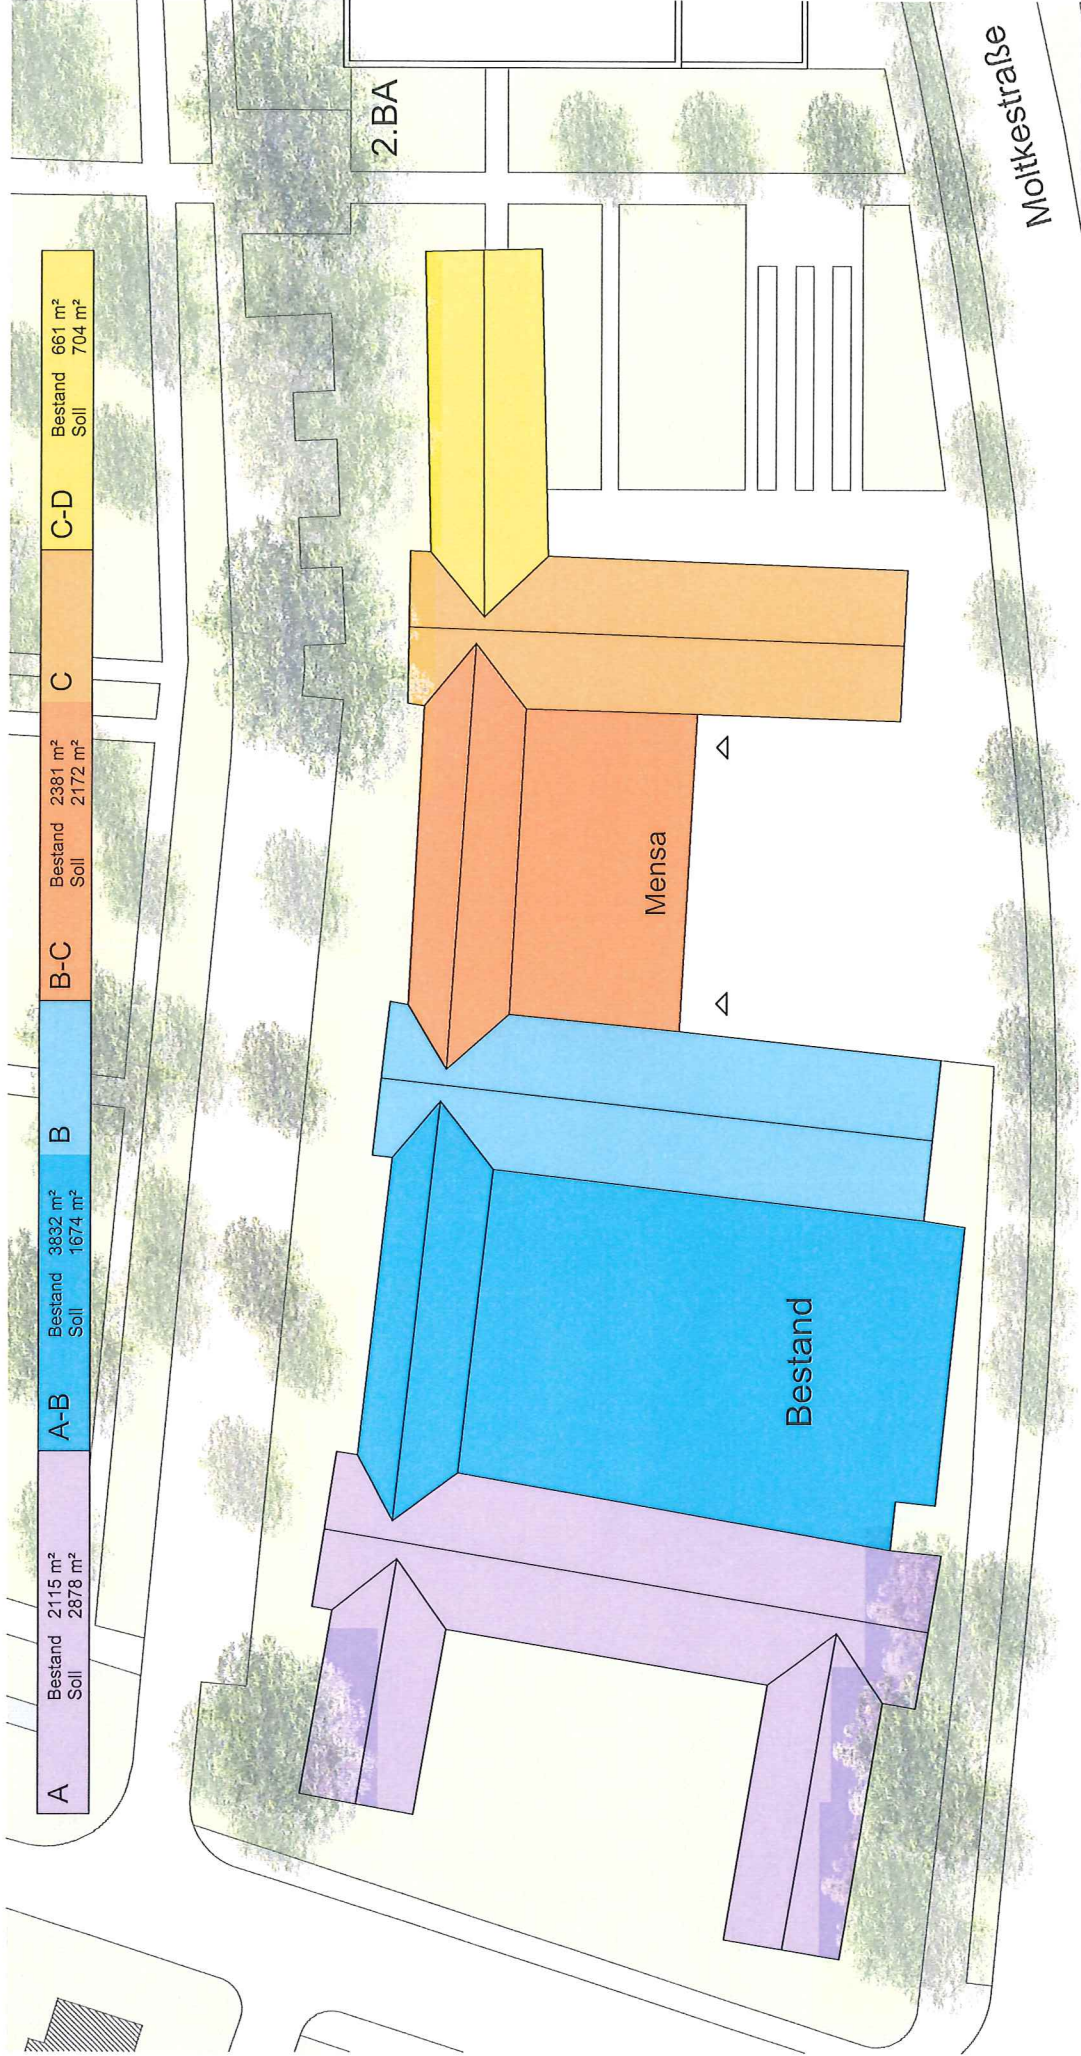 A
Bestand 2115 m²
Soll 2878 m²
A-B
Bestand 3832 m²
Soll 1674 m²
B
B-C
Bestand 2381 m²
Soll 2172 m²
C
C-D
Bestand 661 m²
Soll 704 m²
2.BA
Mensa
Bestand
Moltkestraße